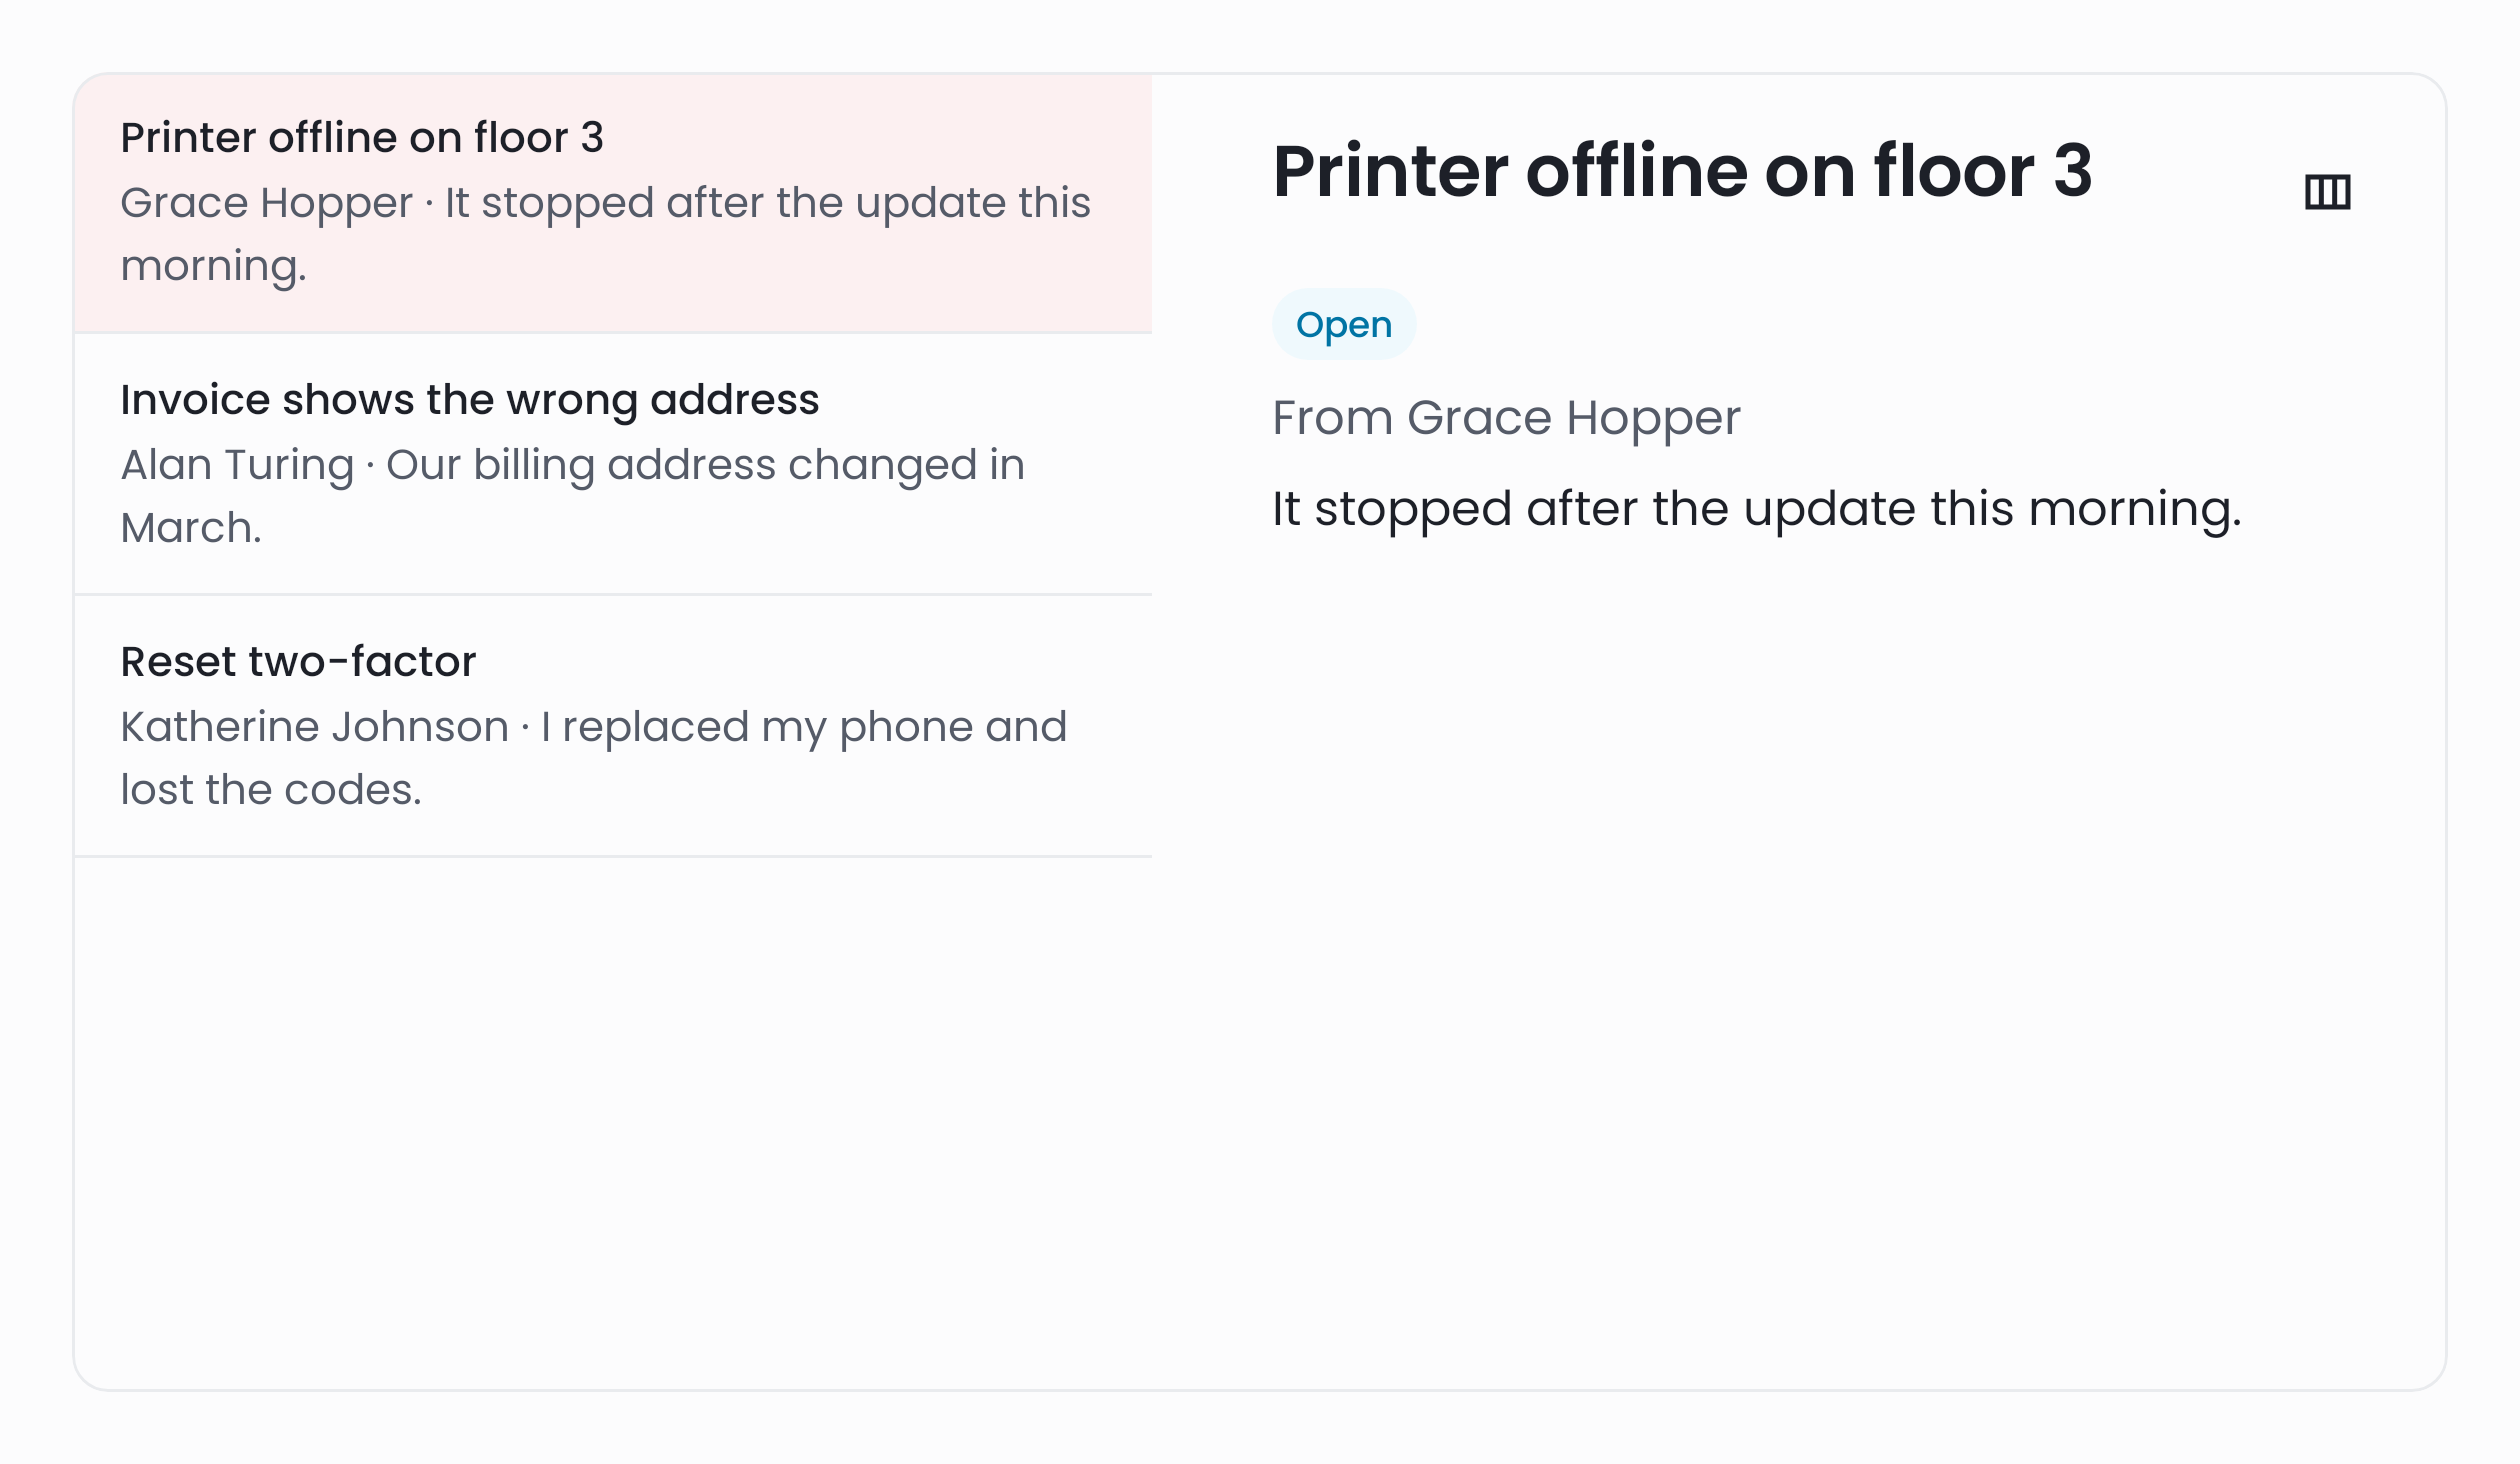 Printer offline on floor 3
Grace Hopper · It stopped after the update this
morning.
Invoice shows the wrong address
Alan Turing · Our billing address changed in
March.
Reset two-factor
Katherine Johnson · I replaced my phone and
lost the codes.
Printer offline on floor 3
Open
From Grace Hopper
It stopped after the update this morning.